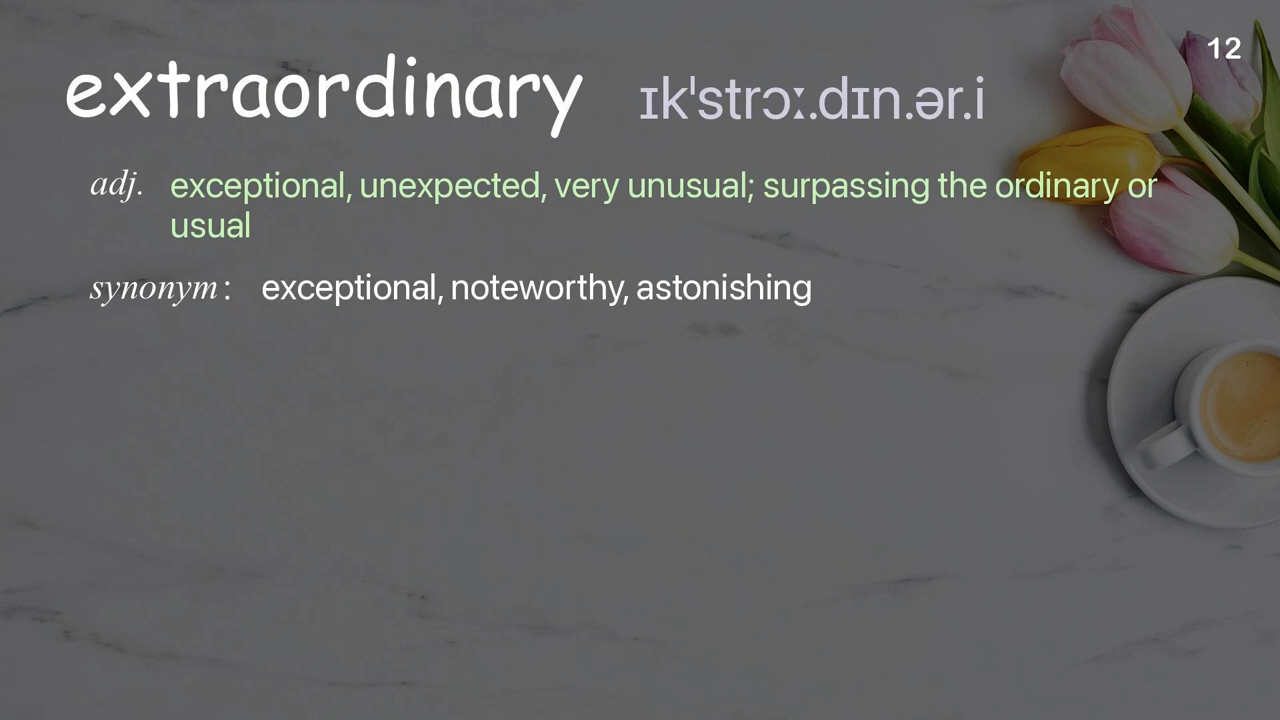 12
extraordinary ɪkˈstrɔː.dɪn.ər.i
adj. exceptional, unexpected, very unusual; surpassing the ordinary or
usual
synonym: exceptional, noteworthy, astonishing